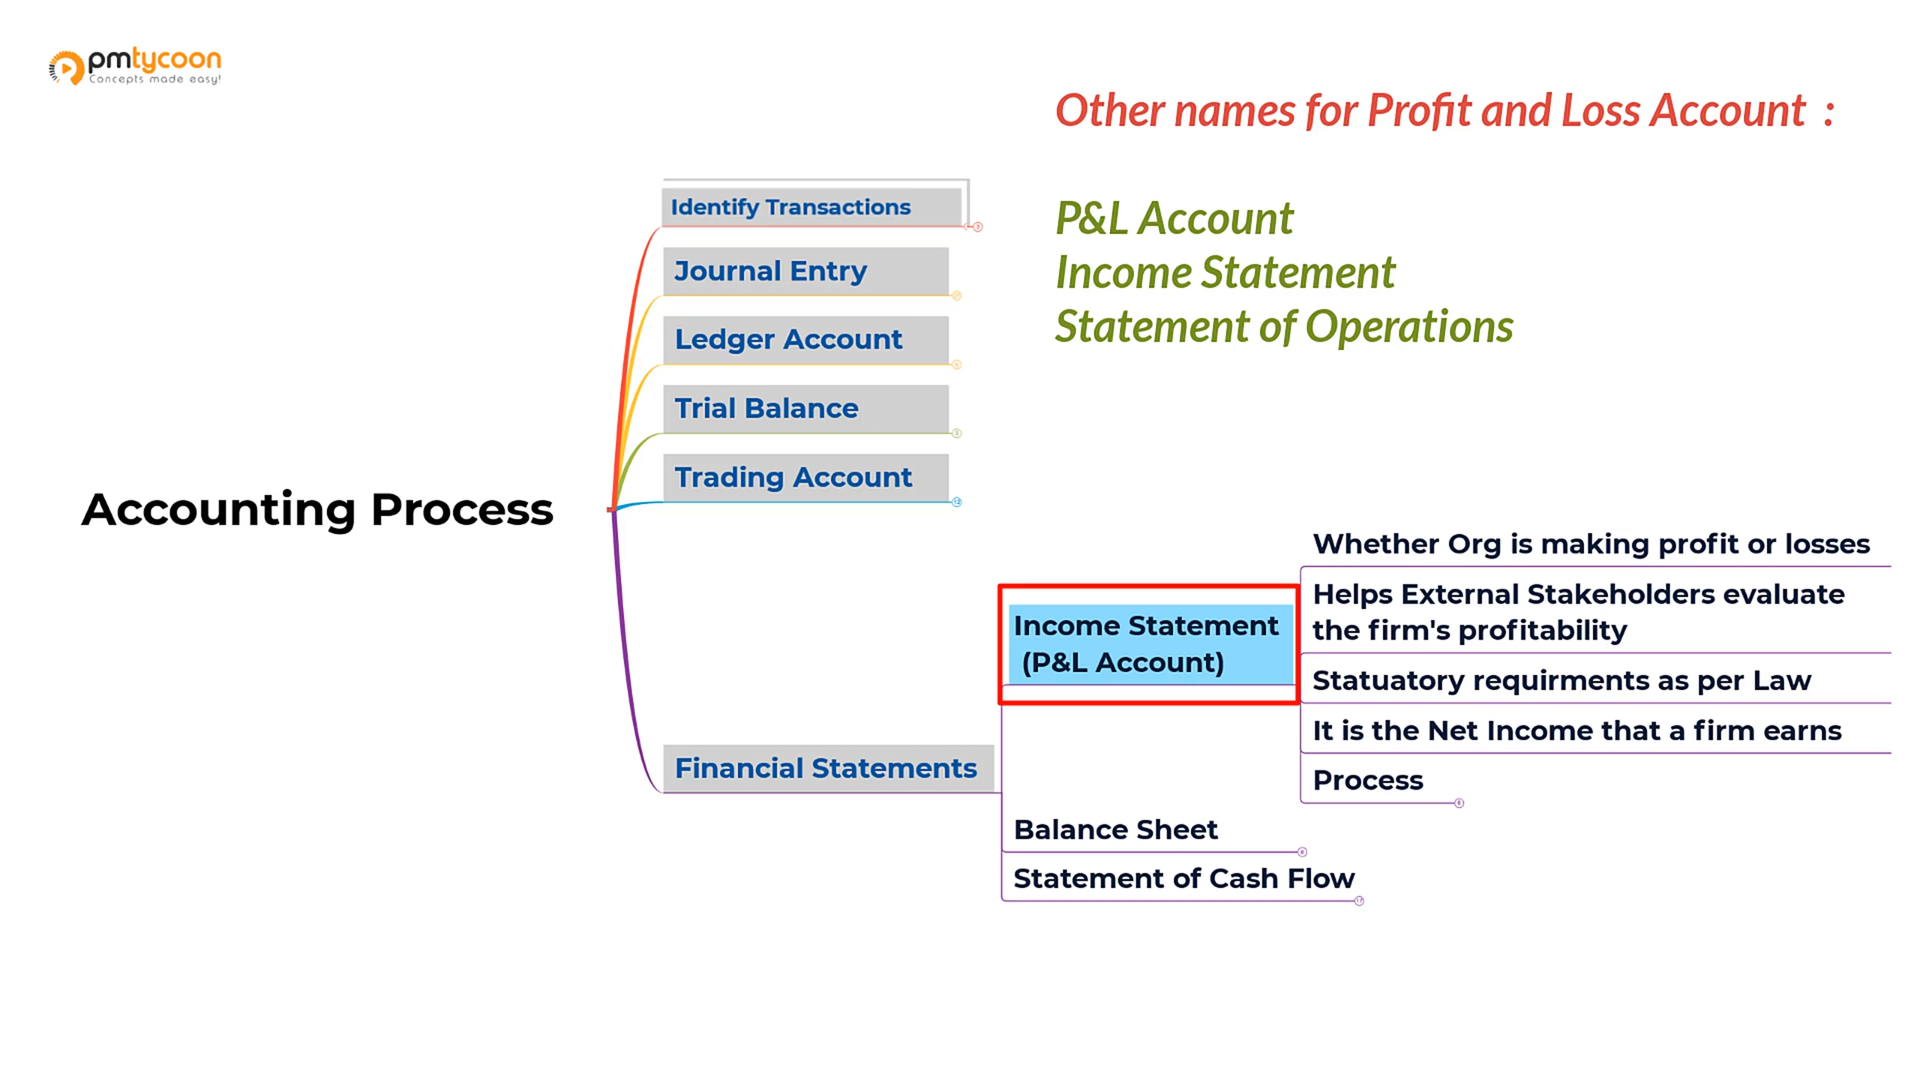 pmtycoon
Concepts made easy!
Other names for Profit and Loss Account :
P&L Account
Income Statement
Statement of Operations
Accounting Process
Identify Transactions
Journal Entry
Ledger Account
Trial Balance
Trading Account
Financial Statements
Income Statement
(P&L Account)
Whether Org is making profit or losses
Helps External Stakeholders evaluate
the firm's profitability
Statuatory requirments as per Law
It is the Net Income that a firm earns
Process
Balance Sheet
Statement of Cash Flow